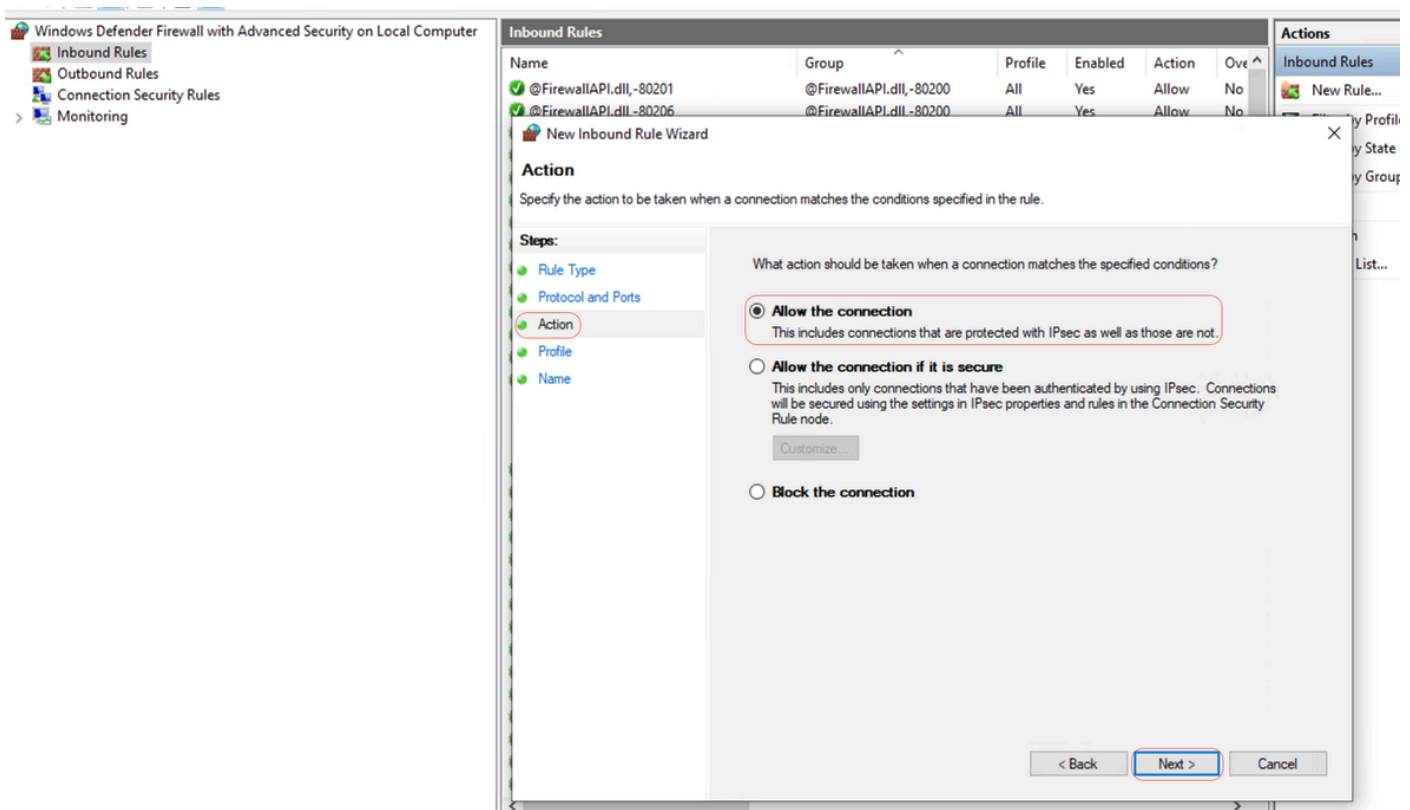 Windows Defender Firewall with Advanced Security on Local Computer
Inbound Rules
Outbound Rules
Connection Security Rules
Monitoring
Inbound Rules
Name Group Profile Enabled Action Ove
@FirewallAPI.dll,-80201 @FirewallAPI.dll,-80200 All Yes Allow No
@FirewallAPI.dll,-80206 @FirewallAPI.dll,-80200 All Yes Allow No
Actions
Inbound Rules
New Rule...
by Profile
by State
by Group
List...
New Inbound Rule Wizard
Action
Specify the action to be taken when a connection matches the conditions specified in the rule.
Steps:
Rule Type
Protocol and Ports
Action
Profile
Name
What action should be taken when a connection matches the specified conditions?
Allow the connection
This includes connections that are protected with IPsec as well as those are not.
Allow the connection if it is secure
This includes only connections that have been authenticated by using IPsec. Connections
will be secured using the settings in IPsec properties and rules in the Connection Security
Rule node.
Customize...
Block the connection
< Back Next > Cancel